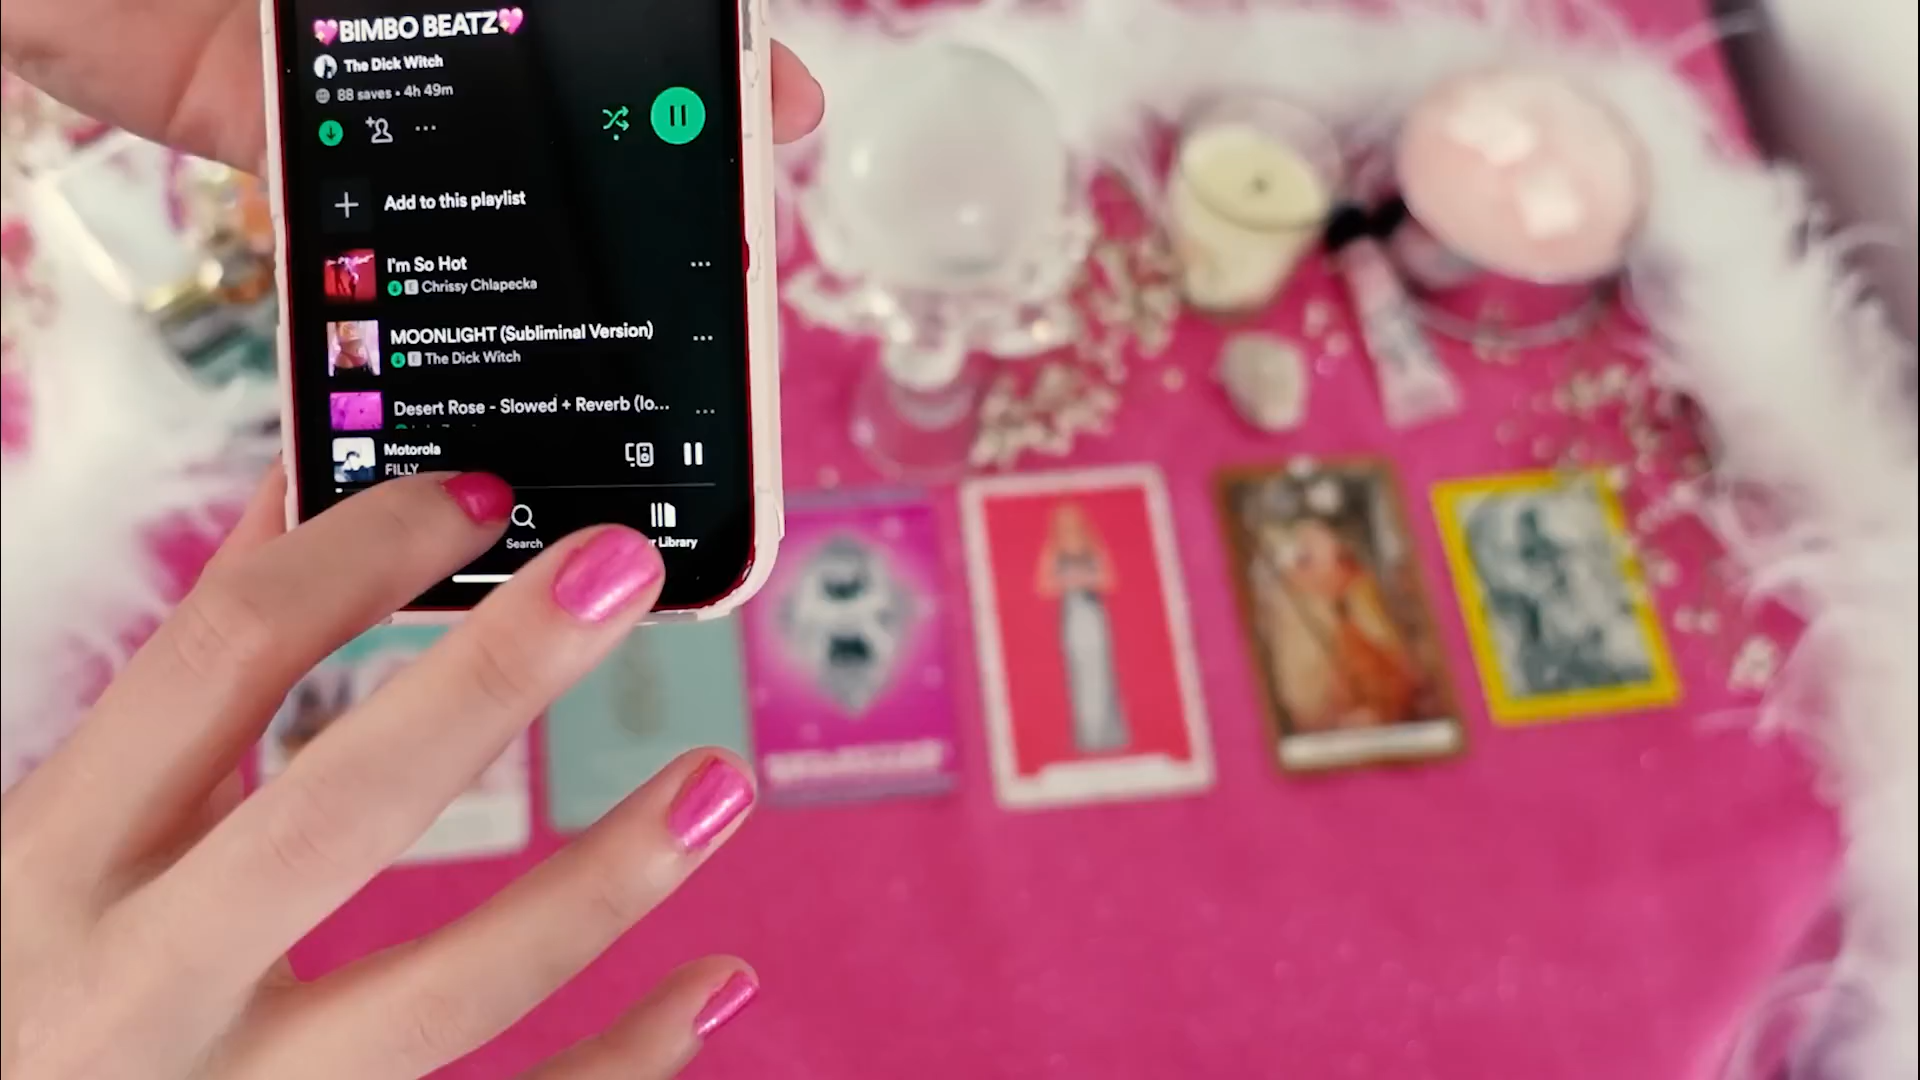 💖BIMBO BEATZ💖
The Dick Witch
88 saves • 4h 49m
Add to this playlist
I'm So Hot
E Chrissy Chlapecka
MOONLIGHT (Subliminal Version)
E The Dick Witch
Desert Rose - Slowed + Reverb (lo...
Motorola
FILLY
Search
Library